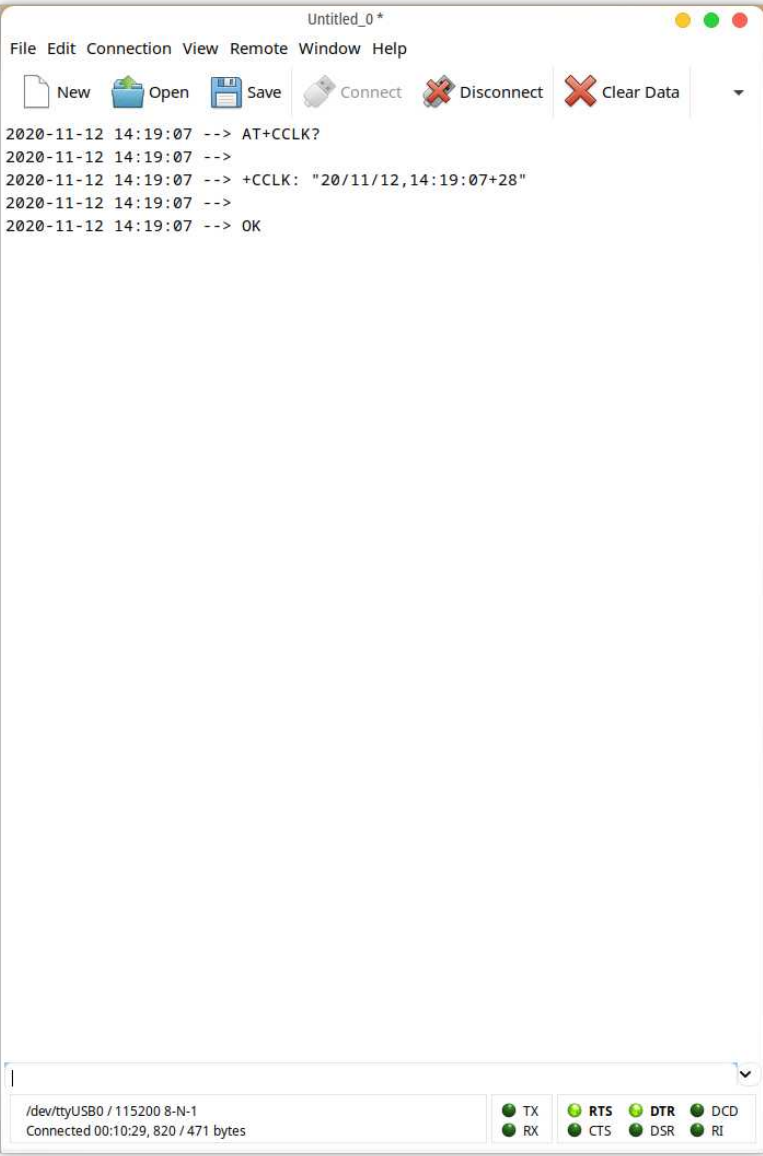 Untitled_0 *
File Edit Connection View Remote Window Help
New Open Save Connect Disconnect Clear Data
2020-11-12 14:19:07 --> AT+CCLK?
2020-11-12 14:19:07 -->
2020-11-12 14:19:07 --> +CCLK: "20/11/12,14:19:07+28"
2020-11-12 14:19:07 -->
2020-11-12 14:19:07 --> OK
/dev/ttyUSB0 / 115200 8-N-1 TX RTS DTR DCD
Connected 00:10:29, 820 / 471 bytes RX CTS DSR RI